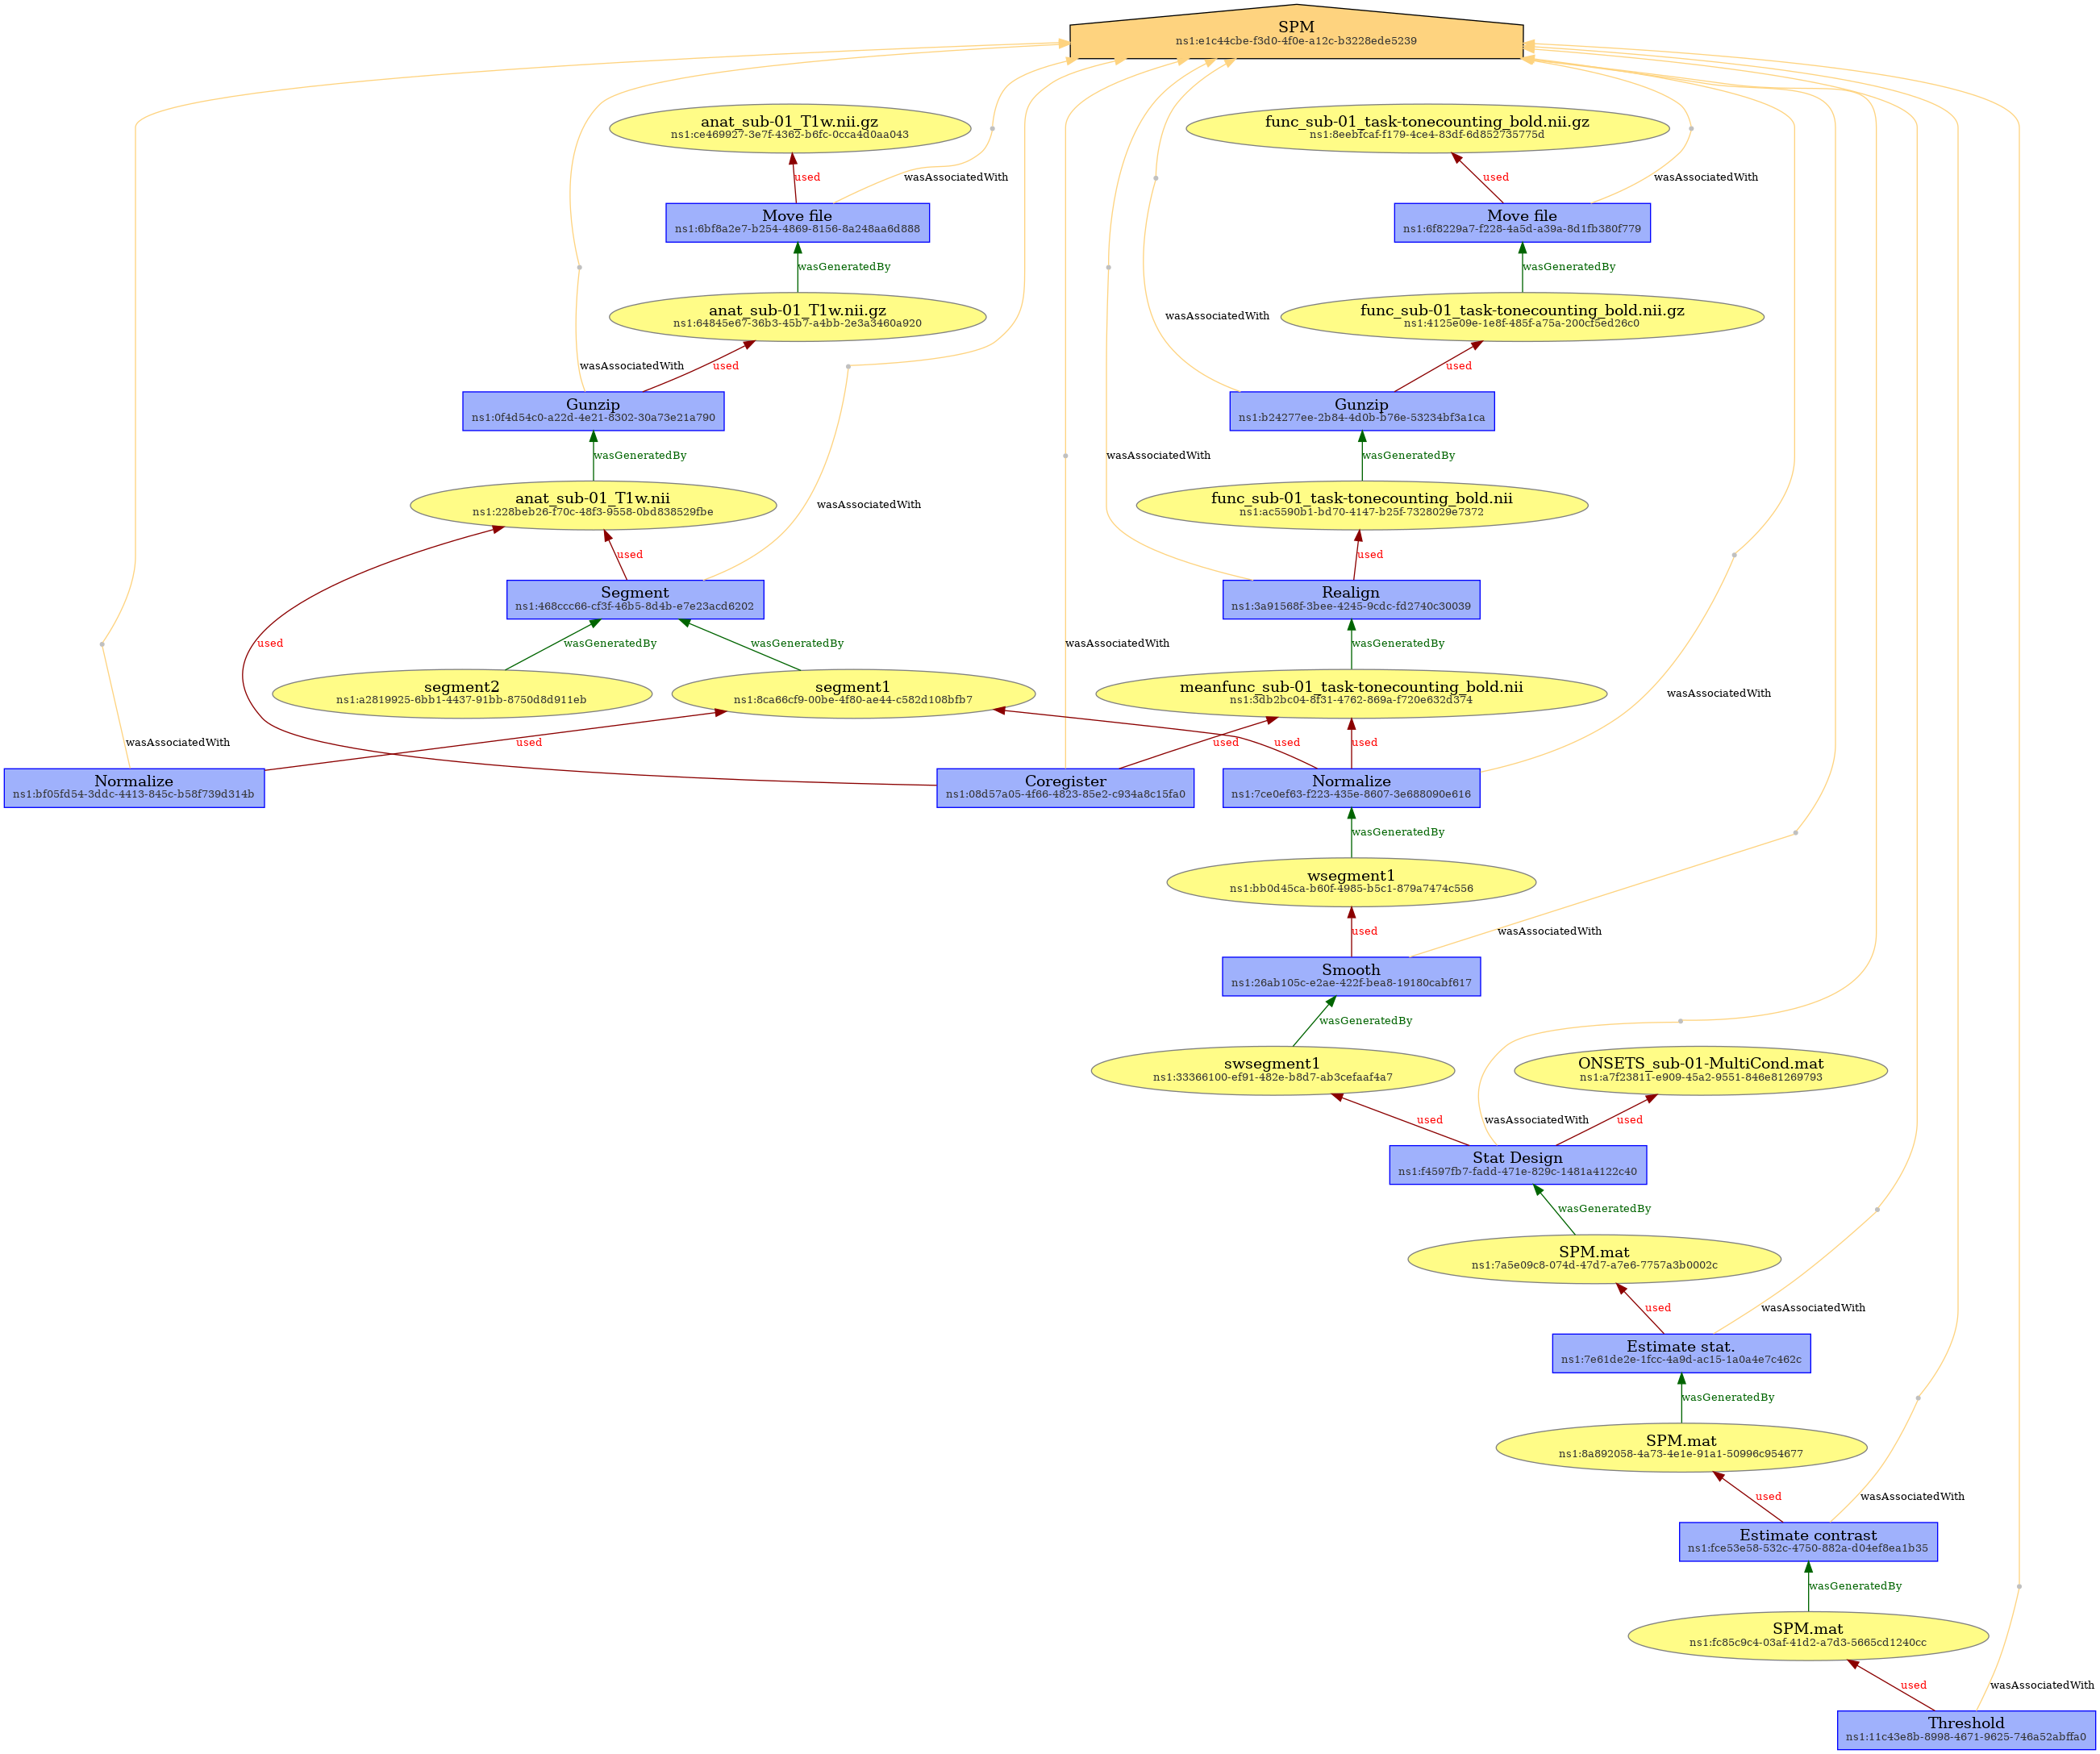 SPM
ns1:e1c44cbe-f3d0-4f0e-a12c-b3228ede5239
anat_sub-01_T1w.nii.gz
ns1:ce469927-3e7f-4362-b6fc-0cca4d0aa043
func_sub-01_task-tonecounting_bold.nii.gz
ns1:8eebfcaf-f179-4ce4-83df-6d852735775d
used
wasAssociatedWith
used
wasAssociatedWith
Move file
ns1:6bf8a2e7-b254-4869-8156-8a248aa6d888
Move file
ns1:6f8229a7-f228-4a5d-a39a-8d1fb380f779
wasGeneratedBy
wasGeneratedBy
anat_sub-01_T1w.nii.gz
ns1:64845e67-36b3-45b7-a4bb-2e3a3460a920
wasAssociatedWith
func_sub-01_task-tonecounting_bold.nii.gz
ns1:4125e09e-1e8f-485f-a75a-200cf5ed26c0
wasAssociatedWith
used
used
Gunzip
ns1:0f4d54c0-a22d-4e21-8302-30a73e21a790
Gunzip
ns1:b24277ee-2b84-4d0b-b76e-53234bf3a1ca
wasGeneratedBy
wasAssociatedWith
wasGeneratedBy
anat_sub-01_T1w.nii
ns1:228beb26-f70c-48f3-9558-0bd838529fbe
wasAssociatedWith
func_sub-01_task-tonecounting_bold.nii
ns1:ac5590b1-bd70-4147-b25f-7328029e7372
used
used
Segment
ns1:468ccc66-cf3f-46b5-8d4b-e7e23acd6202
Realign
ns1:3a91568f-3bee-4245-9cdc-fd2740c30039
used
wasGeneratedBy
wasGeneratedBy
wasAssociatedWith
wasGeneratedBy
segment2
ns1:a2819925-6bb1-4437-91bb-8750d8d911eb
segment1
ns1:8ca66cf9-00be-4f80-ae44-c582d108bfb7
meanfunc_sub-01_task-tonecounting_bold.nii
ns1:3db2bc04-8f31-4762-869a-f720e632d374
wasAssociatedWith
wasAssociatedWith
used
used
used
used
Normalize
ns1:bf05fd54-3ddc-4413-845c-b58f739d314b
Coregister
ns1:08d57a05-4f66-4823-85e2-c934a8c15fa0
Normalize
ns1:7ce0ef63-f223-435e-8607-3e688090e616
wasGeneratedBy
wsegment1
ns1:bb0d45ca-b60f-4985-b5c1-879a7474c556
used
wasAssociatedWith
Smooth
ns1:26ab105c-e2ae-422f-bea8-19180cabf617
wasGeneratedBy
swsegment1
ns1:33366100-ef91-482e-b8d7-ab3cefaaf4a7
ONSETS_sub-01-MultiCond.mat
ns1:a7f23811-e909-45a2-9551-846e81269793
used
wasAssociatedWith
used
Stat Design
ns1:f4597fb7-fadd-471e-829c-1481a4122c40
wasGeneratedBy
SPM.mat
ns1:7a5e09c8-074d-47d7-a7e6-7757a3b0002c
used
wasAssociatedWith
Estimate stat.
ns1:7e61de2e-1fcc-4a9d-ac15-1a0a4e7c462c
wasGeneratedBy
SPM.mat
ns1:8a892058-4a73-4e1e-91a1-50996c954677
used
wasAssociatedWith
Estimate contrast
ns1:fce53e58-532c-4750-882a-d04ef8ea1b35
wasGeneratedBy
SPM.mat
ns1:fc85c9c4-03af-41d2-a7d3-5665cd1240cc
used
wasAssociatedWith
Threshold
ns1:11c43e8b-8998-4671-9625-746a52abffa0